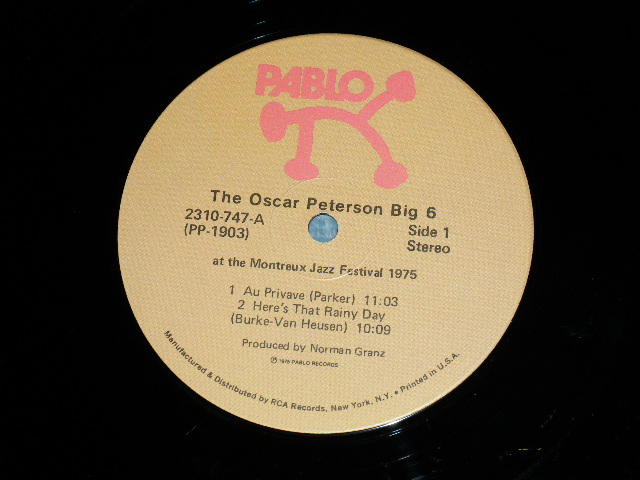 PABLO
The Oscar Peterson Big 6
2310-747-A
(PP-1903)
Side 1
Stereo
at the Montreux Jazz Festival 1975
1 Au Privave (Parker) 11:03
2 Here's That Rainy Day
(Burke-Van Heusen) 10:09
Produced by Norman Granz
℗ 1975 PABLO RECORDS
Manufactured & Distributed by RCA Records, New York, N.Y. • Printed in U.S.A.